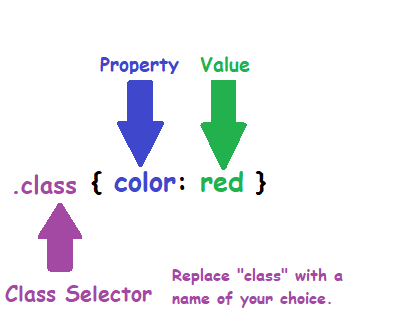 Property Value
.class { color: red }
Class Selector
Replace "class" with a
name of your choice.